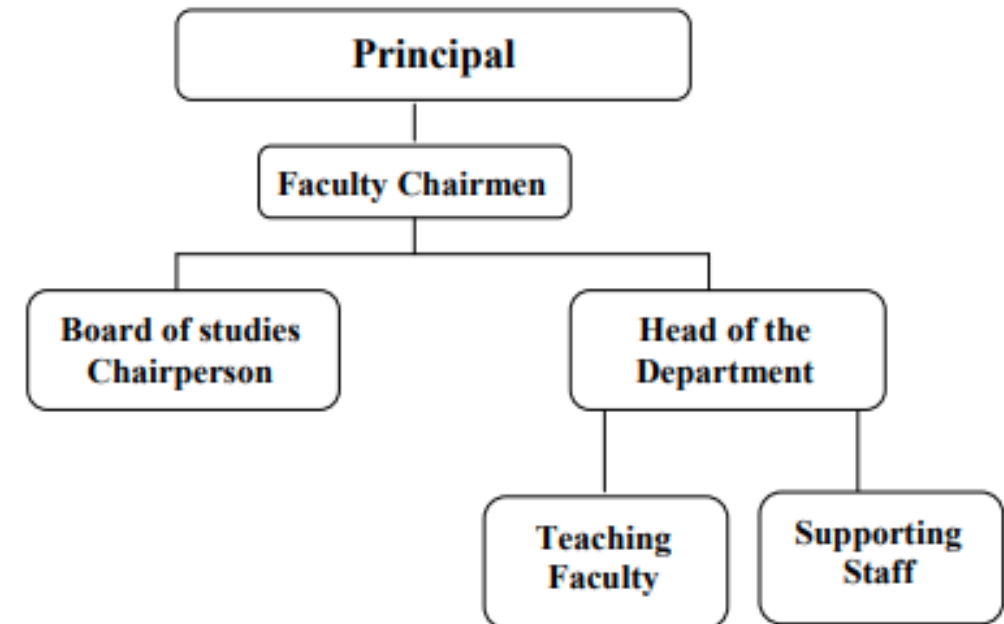 Principal
Faculty Chairmen
Board of studies
Chairperson
Head of the
Department
Teaching
Faculty
Supporting
Staff